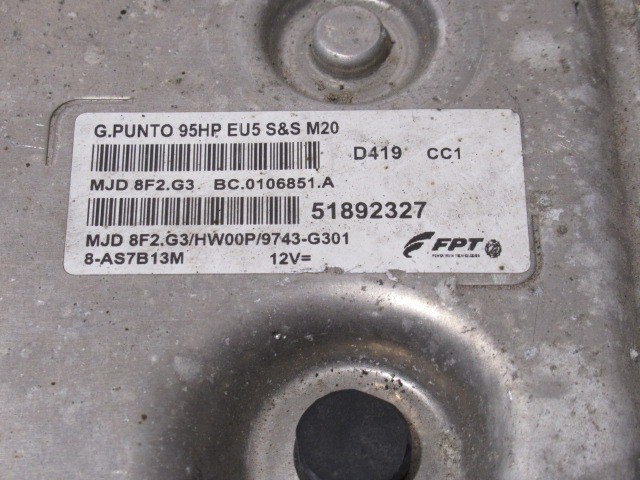 G.PUNTO 95HP EU5 S&S M20
D419 CC1
MJD 8F2.G3 BC.0106851.A
51892327
MJD 8F2.G3/HW00P/9743-G301
8-AS7B13M 12V=
FPT